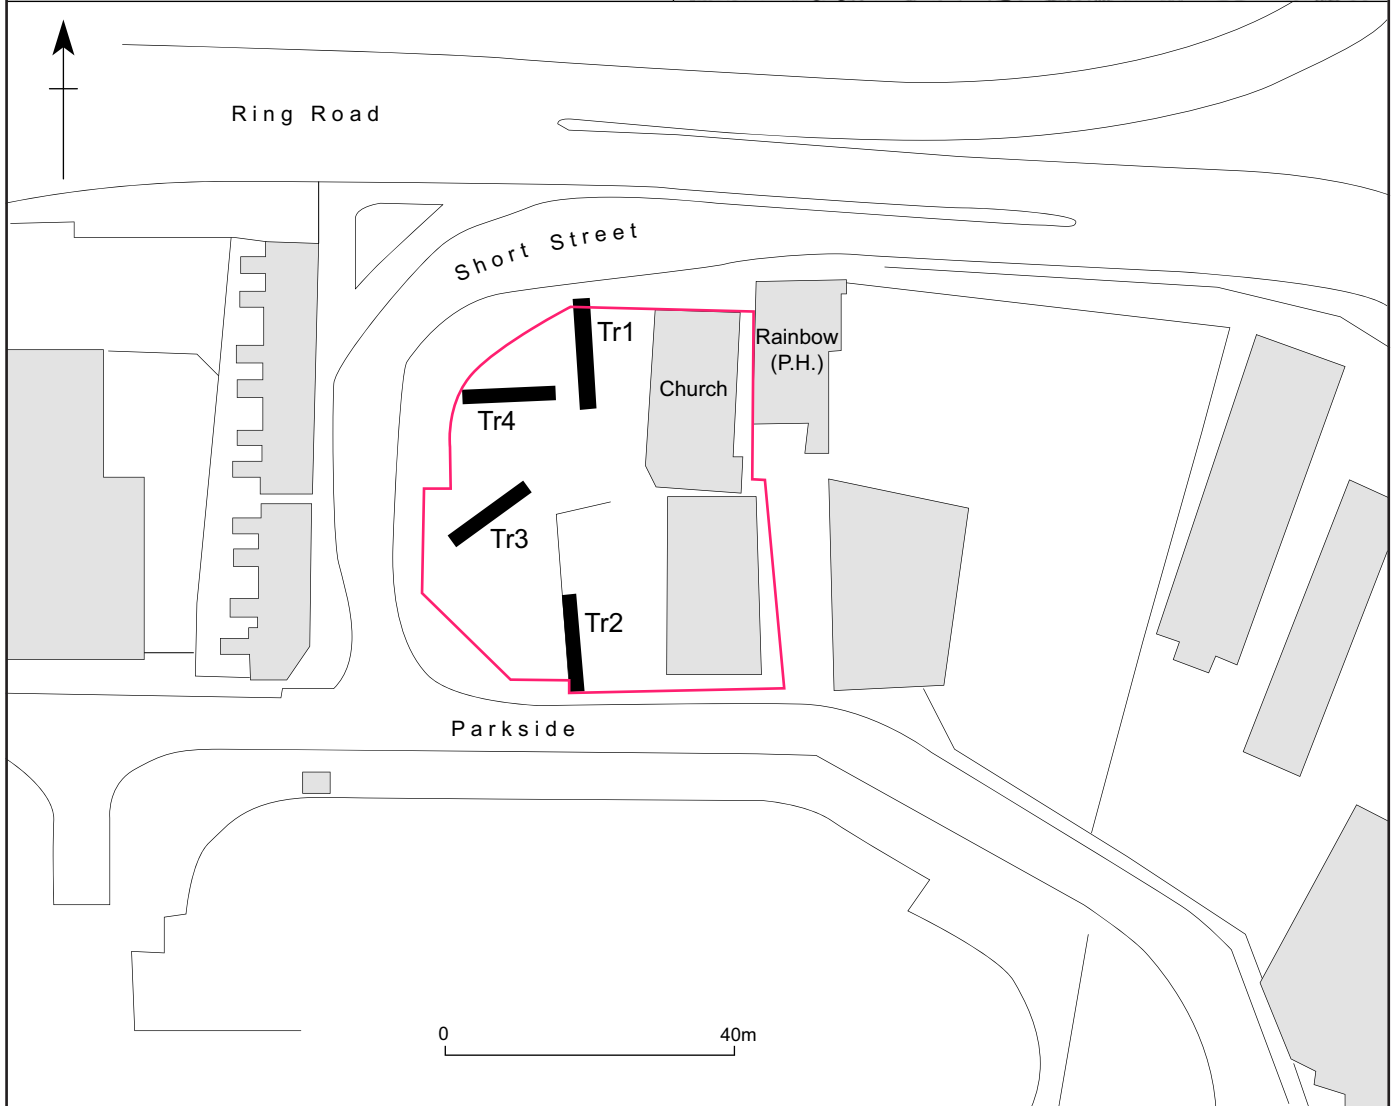 Ring Road
Short Street
Tr1
Rainbow
(P.H.)
Church
Tr4
Tr3
Tr2
Parkside
0 40m